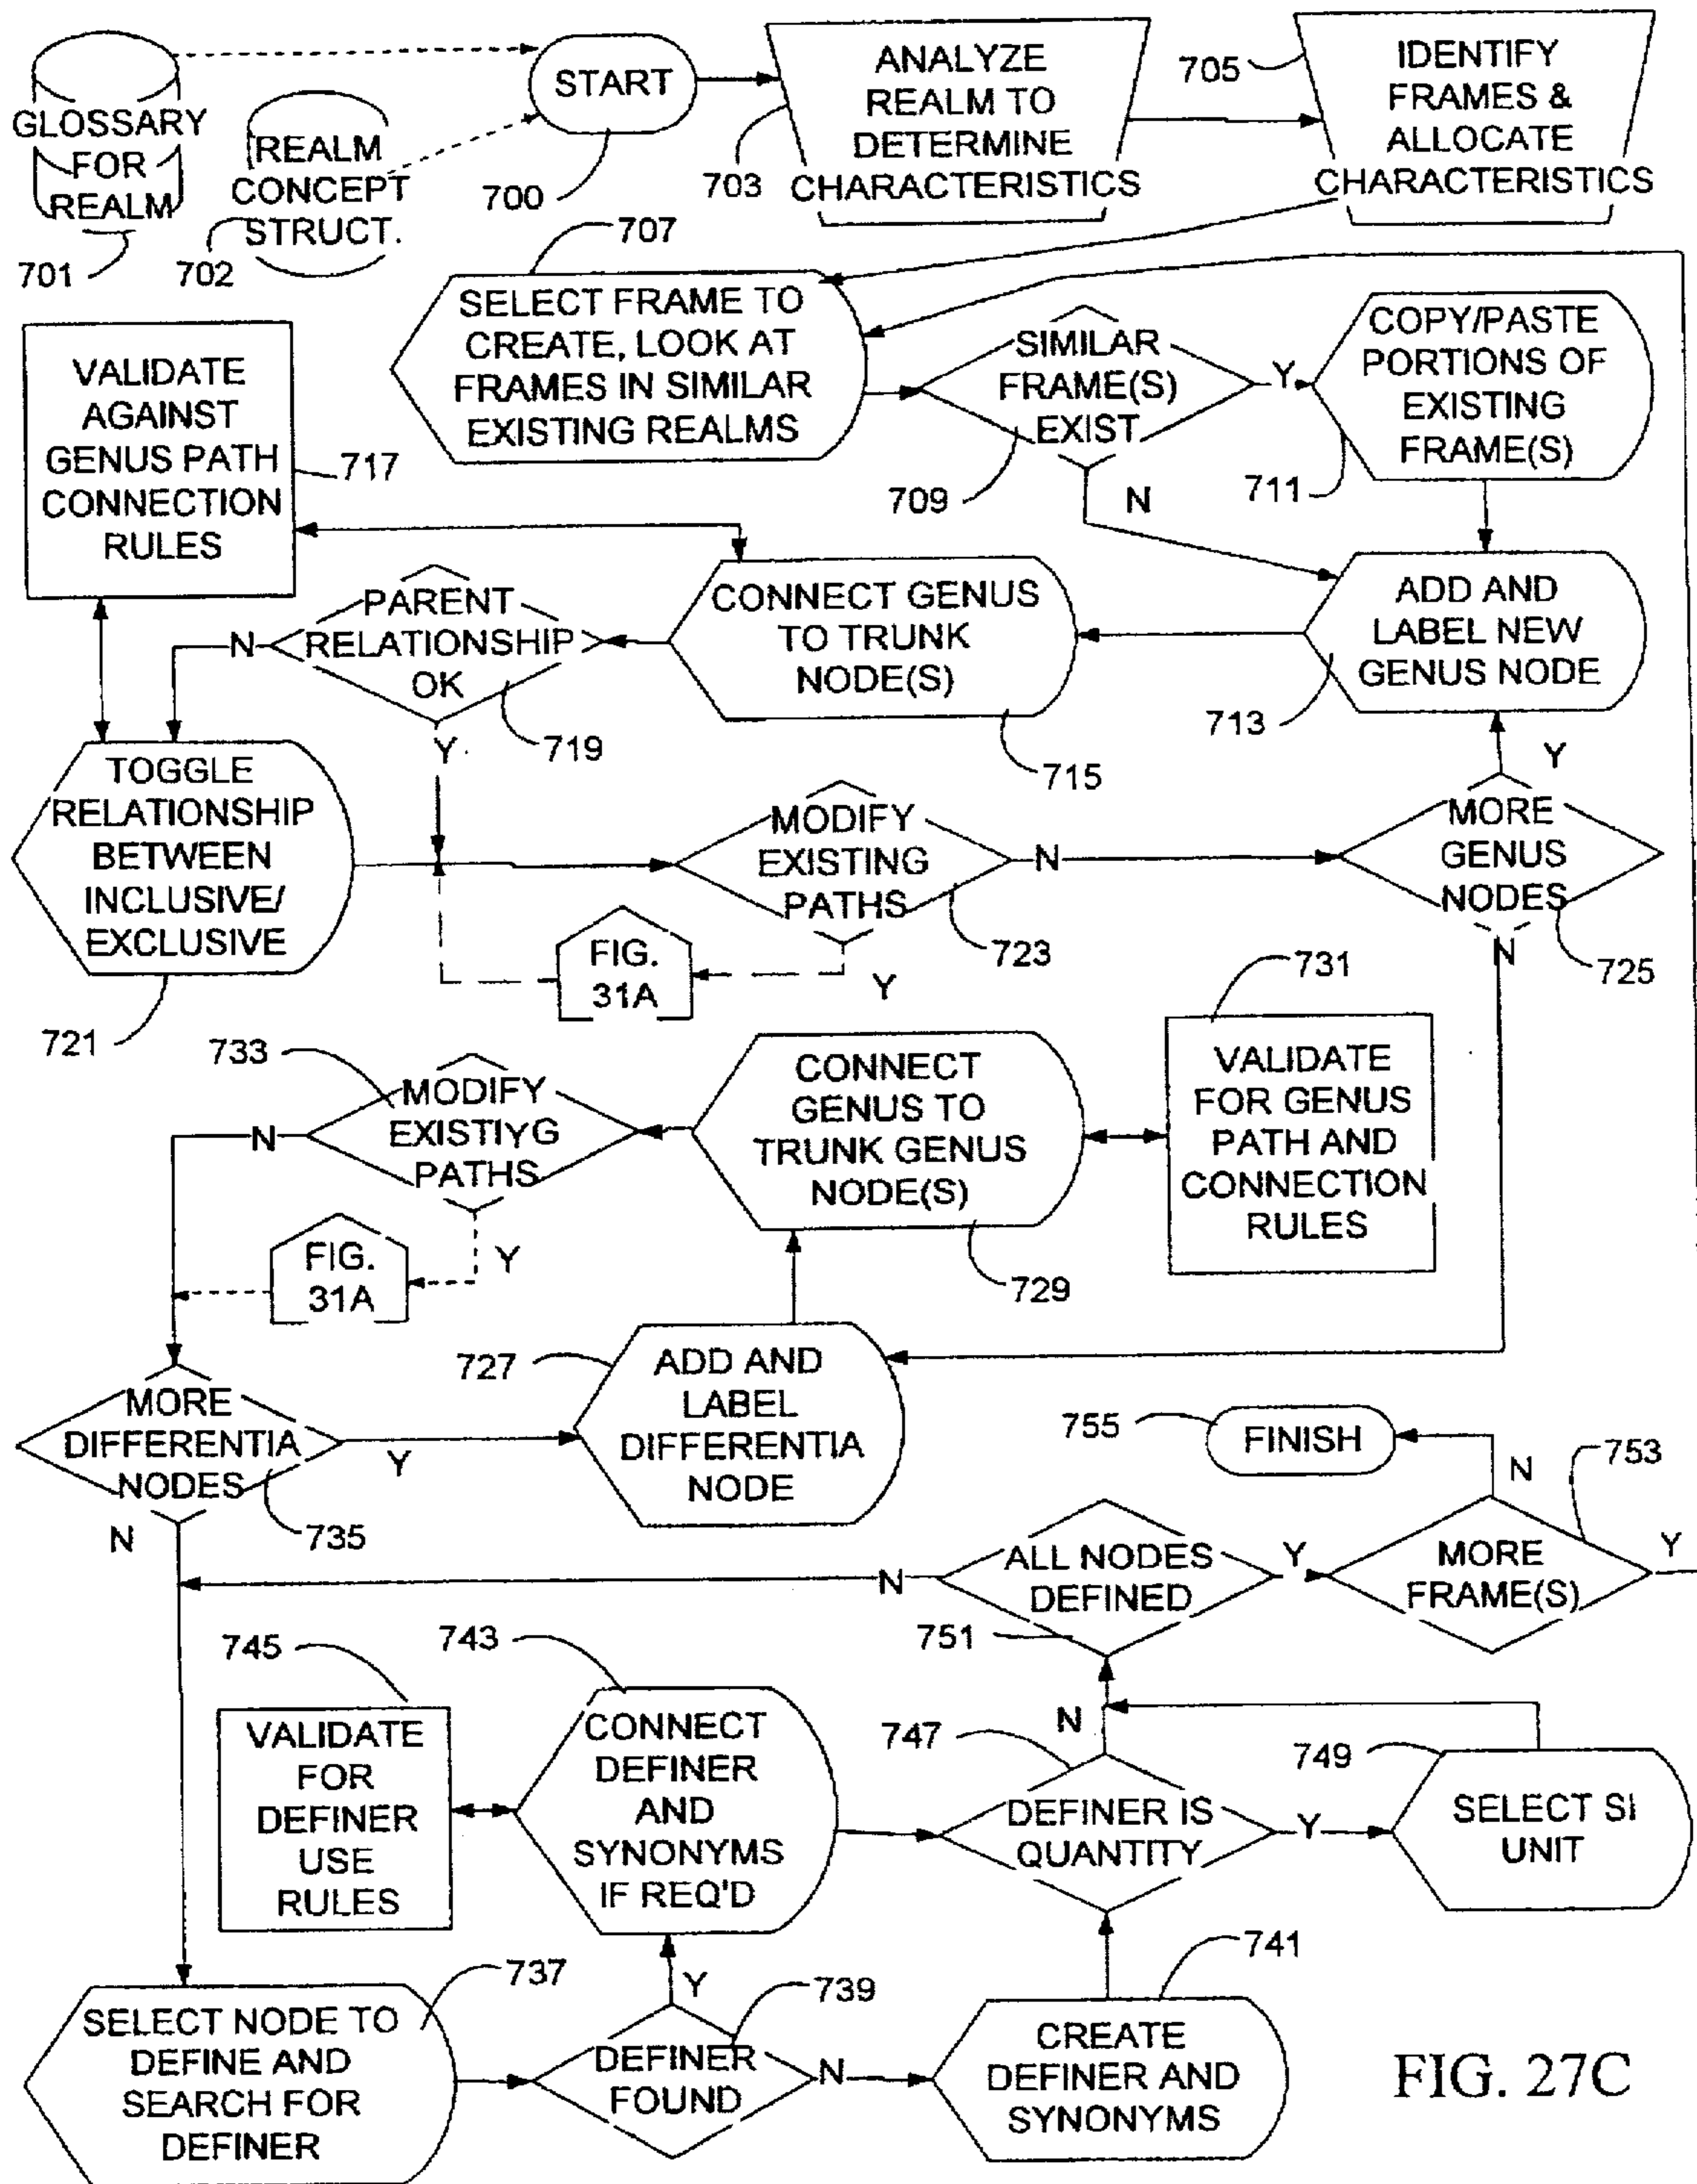 GLOSSARY
FOR
REALM
701
REALM
CONCEPT
STRUCT.
702
START
700
ANALYZE
REALM TO
DETERMINE
CHARACTERISTICS
703
IDENTIFY
FRAMES &
ALLOCATE
CHARACTERISTICS
705
707
SELECT FRAME TO
CREATE, LOOK AT
FRAMES IN SIMILAR
EXISTING REALMS
SIMILAR
FRAME(S)
EXIST
709
Y
N
COPY/PASTE
PORTIONS OF
EXISTING
FRAME(S)
711
VALIDATE
AGAINST
GENUS PATH
CONNECTION
RULES
717
PARENT
RELATIONSHIP
OK
N
Y
719
CONNECT GENUS
TO TRUNK
NODE(S)
715
ADD AND
LABEL NEW
GENUS NODE
713
TOGGLE
RELATIONSHIP
BETWEEN
INCLUSIVE/
EXCLUSIVE
721
MODIFY
EXISTING
PATHS
N
Y
723
FIG.
31A
MORE
GENUS
NODES
Y
N
725
733
MODIFY
EXISTIYG
PATHS
N
Y
FIG.
31A
CONNECT
GENUS TO
TRUNK GENUS
NODE(S)
729
731
VALIDATE
FOR GENUS
PATH AND
CONNECTION
RULES
MORE
DIFFERENTIA
NODES
Y
N
735
727
ADD AND
LABEL
DIFFERENTIA
NODE
755
FINISH
N
753
ALL NODES
DEFINED
N
Y
751
MORE
FRAME(S)
Y
745
VALIDATE
FOR
DEFINER
USE
RULES
743
CONNECT
DEFINER
AND
SYNONYMS
IF REQ'D
747
N
DEFINER IS
QUANTITY
Y
749
SELECT SI
UNIT
SELECT NODE TO
DEFINE AND
SEARCH FOR
DEFINER
737
Y
739
DEFINER
FOUND
N
741
CREATE
DEFINER AND
SYNONYMS
FIG. 27C